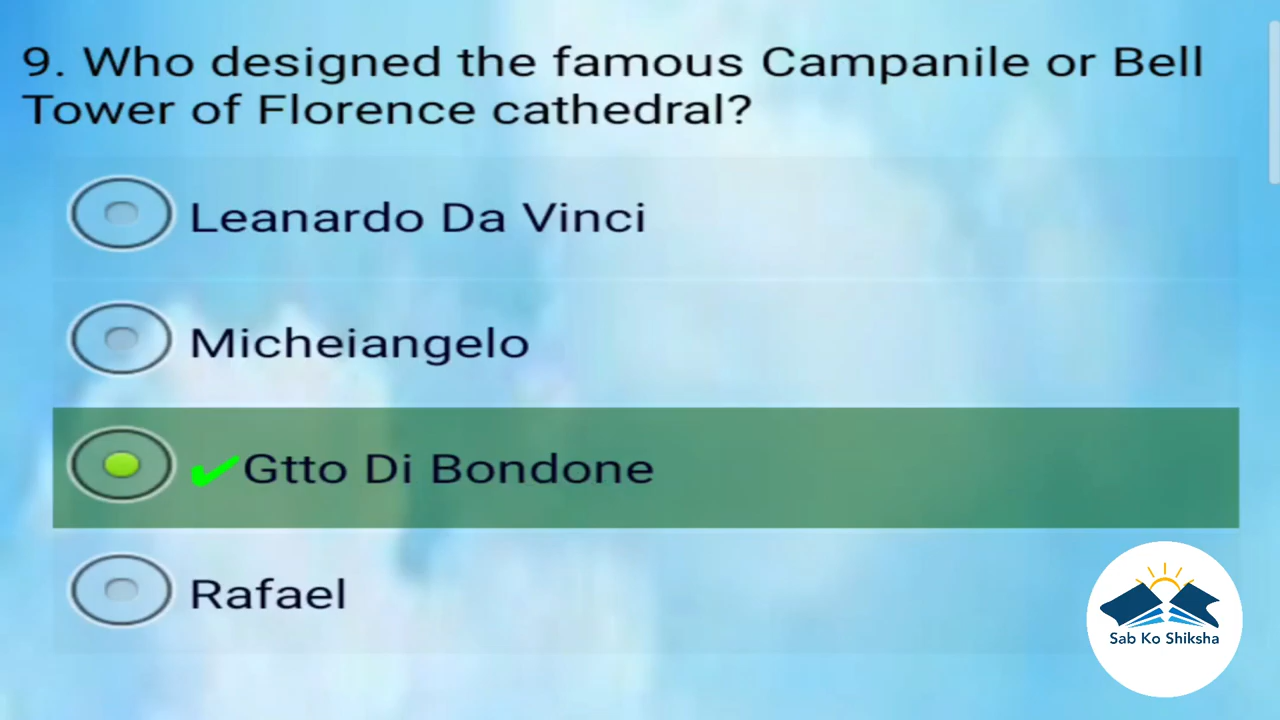 9. Who designed the famous Campanile or Bell
Tower of Florence cathedral?
Leanardo Da Vinci
Micheiangelo
✔Gtto Di Bondone
Rafael
Sab Ko Shiksha